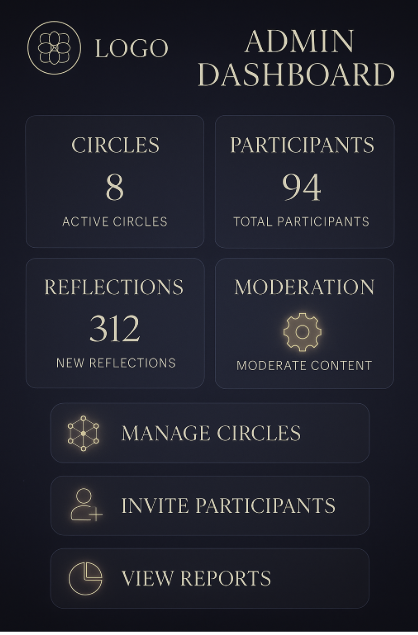 LOGO
ADMIN
DASHBOARD
CIRCLES
8
ACTIVE CIRCLES
PARTICIPANTS
94
TOTAL PARTICIPANTS
REFLECTIONS
312
NEW REFLECTIONS
MODERATION
MODERATE CONTENT
MANAGE CIRCLES
INVITE PARTICIPANTS
VIEW REPORTS